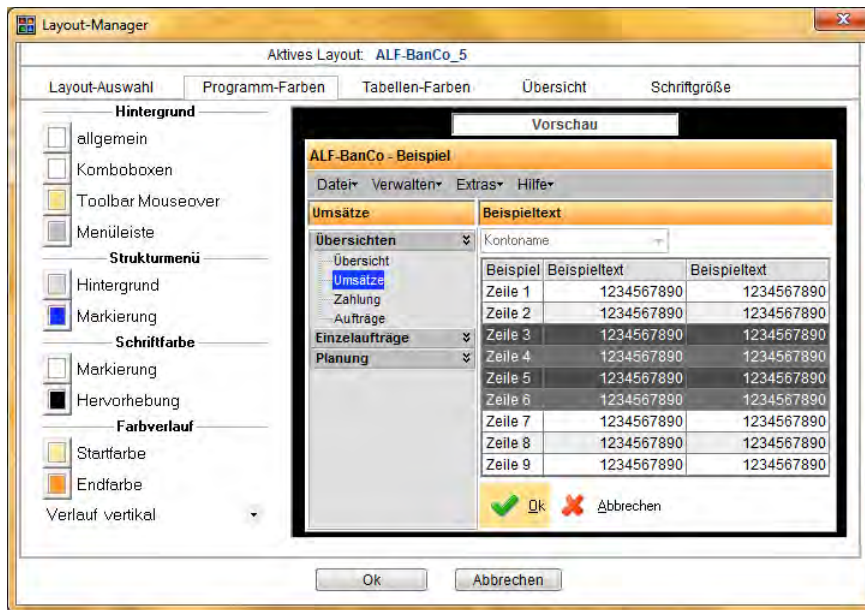 Layout-Manager
Aktives Layout: ALF-BanCo_5
Layout-Auswahl Programm-Farben Tabellen-Farben Übersicht Schriftgröße
Hintergrund
allgemein
Komboboxen
Toolbar Mouseover
Menüleiste
Strukturmenü
Hintergrund
Markierung
Schriftfarbe
Markierung
Hervorhebung
Farbverlauf
Startfarbe
Endfarbe
Verlauf vertikal
Vorschau
ALF-BanCo - Beispiel
Datei Verwalten Extras Hilfe
Umsätze
Übersichten
Übersicht
Umsätze
Zahlung
Aufträge
Einzelaufträge
Planung
Beispieltext
Kontoname
Beispiel Beispieltext Beispieltext
Zeile 1 1234567890 1234567890
Zeile 2 1234567890 1234567890
Zeile 3 1234567890 1234567890
Zeile 4 1234567890 1234567890
Zeile 5 1234567890 1234567890
Zeile 6 1234567890 1234567890
Zeile 7 1234567890 1234567890
Zeile 8 1234567890 1234567890
Zeile 9 1234567890 1234567890
Ok Abbrechen
Ok Abbrechen